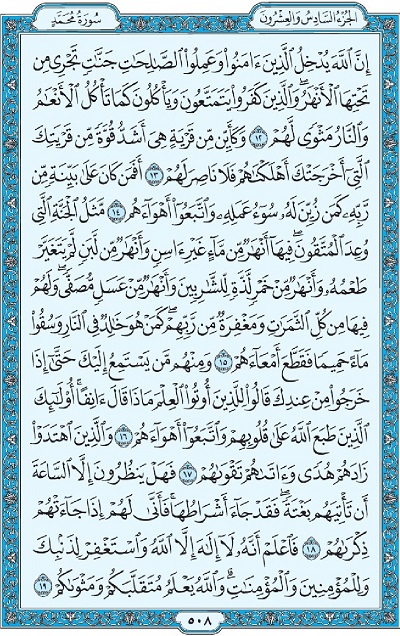 الجُزْءُ السَّادِسُ وَالعِشْرُونَ
سُورَةُ مُحَمَّدٍ
إِنَّ ٱللَّهَ يُدْخِلُ ٱلَّذِينَ ءَامَنُوا۟ وَعَمِلُوا۟ ٱلصَّٰلِحَٰتِ جَنَّٰتٍ تَجْرِى مِن
تَحْتِهَا ٱلْأَنْهَٰرُ ۖ وَٱلَّذِينَ كَفَرُوا۟ يَتَمَتَّعُونَ وَيَأْكُلُونَ كَمَا تَأْكُلُ ٱلْأَنْعَٰمُ
وَٱلنَّارُ مَثْوًى لَّهُمْ ١٢ وَكَأَيِّن مِّن قَرْيَةٍ هِىَ أَشَدُّ قُوَّةً مِّن قَرْيَتِكَ
ٱلَّتِىٓ أَخْرَجَتْكَ أَهْلَكْنَٰهُمْ فَلَا نَاصِرَ لَهُمْ ١٣ أَفَمَن كَانَ عَلَىٰ بَيِّنَةٍ مِّن
رَّبِّهِۦ كَمَن زُيِّنَ لَهُۥ سُوٓءُ عَمَلِهِۦ وَٱتَّبَعُوٓا۟ أَهْوَآءَهُم ١٤ مَّثَلُ ٱلْجَنَّةِ ٱلَّتِى
وُعِدَ ٱلْمُتَّقُونَ ۖ فِيهَآ أَنْهَٰرٌ مِّن مَّآءٍ غَيْرِ ءَاسِنٍ وَأَنْهَٰرٌ مِّن لَّبَنٍ لَّمْ يَتَغَيَّرْ
طَعْمُهُۥ وَأَنْهَٰرٌ مِّنْ خَمْرٍ لَّذَّةٍ لِّلشَّٰرِبِينَ وَأَنْهَٰرٌ مِّنْ عَسَلٍ مُّصَفًّى ۖ وَلَهُمْ
فِيهَا مِن كُلِّ ٱلثَّمَرَٰتِ وَمَغْفِرَةٌ مِّن رَّبِّهِمْ ۖ كَمَنْ هُوَ خَٰلِدٌ فِى ٱلنَّارِ وَسُقُوا۟
مَآءً حَمِيمًا فَقَطَّعَ أَمْعَآءَهُمْ ١٥ وَمِنْهُم مَّن يَسْتَمِعُ إِلَيْكَ حَتَّىٰٓ إِذَا
خَرَجُوا۟ مِنْ عِندِكَ قَالُوا۟ لِلَّذِينَ أُوتُوا۟ ٱلْعِلْمَ مَاذَا قَالَ ءَانِفًا ۚ أُو۟لَٰٓئِكَ
ٱلَّذِينَ طَبَعَ ٱللَّهُ عَلَىٰ قُلُوبِهِمْ وَٱتَّبَعُوٓا۟ أَهْوَآءَهُمْ ١٦ وَٱلَّذِينَ ٱهْتَدَوْا۟
زَادَهُمْ هُدًى وَءَاتَىٰهُمْ تَقْوَىٰهُمْ ١٧ فَهَلْ يَنظُرُونَ إِلَّا ٱلسَّاعَةَ
أَن تَأْتِيَهُم بَغْتَةً ۖ فَقَدْ جَآءَ أَشْرَاطُهَا ۚ فَأَنَّىٰ لَهُمْ إِذَا جَآءَتْهُمْ
ذِكْرَىٰهُمْ ١٨ فَٱعْلَمْ أَنَّهُۥ لَآ إِلَٰهَ إِلَّا ٱللَّهُ وَٱسْتَغْفِرْ لِذَنۢبِكَ
وَلِلْمُؤْمِنِينَ وَٱلْمُؤْمِنَٰتِ ۗ وَٱللَّهُ يَعْلَمُ مُتَقَلَّبَكُمْ وَمَثْوَىٰكُمْ ١٩
٥٠٨